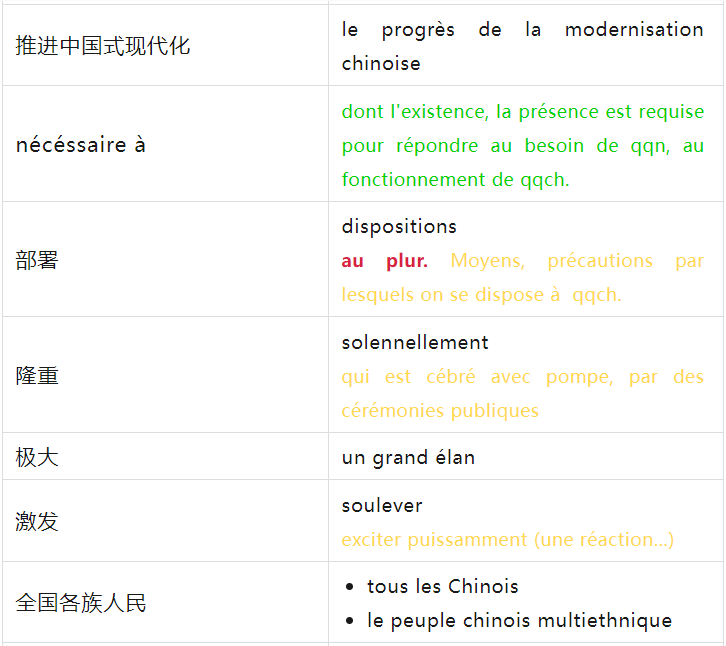 推进中国式现代化
le progrès de la modernisation
chinoise
nécéssaire à
dont l'existence, la présence est requise
pour répondre au besoin de qqn, au
fonctionnement de qqch.
部署
dispositions
au plur. Moyens, précautions par
lesquels on se dispose à qqch.
隆重
solennellement
qui est cébré avec pompe, par des
cérémonies publiques
极大
un grand élan
激发
soulever
exciter puissamment (une réaction...)
全国各族人民
• tous les Chinois
• le peuple chinois multiethnique